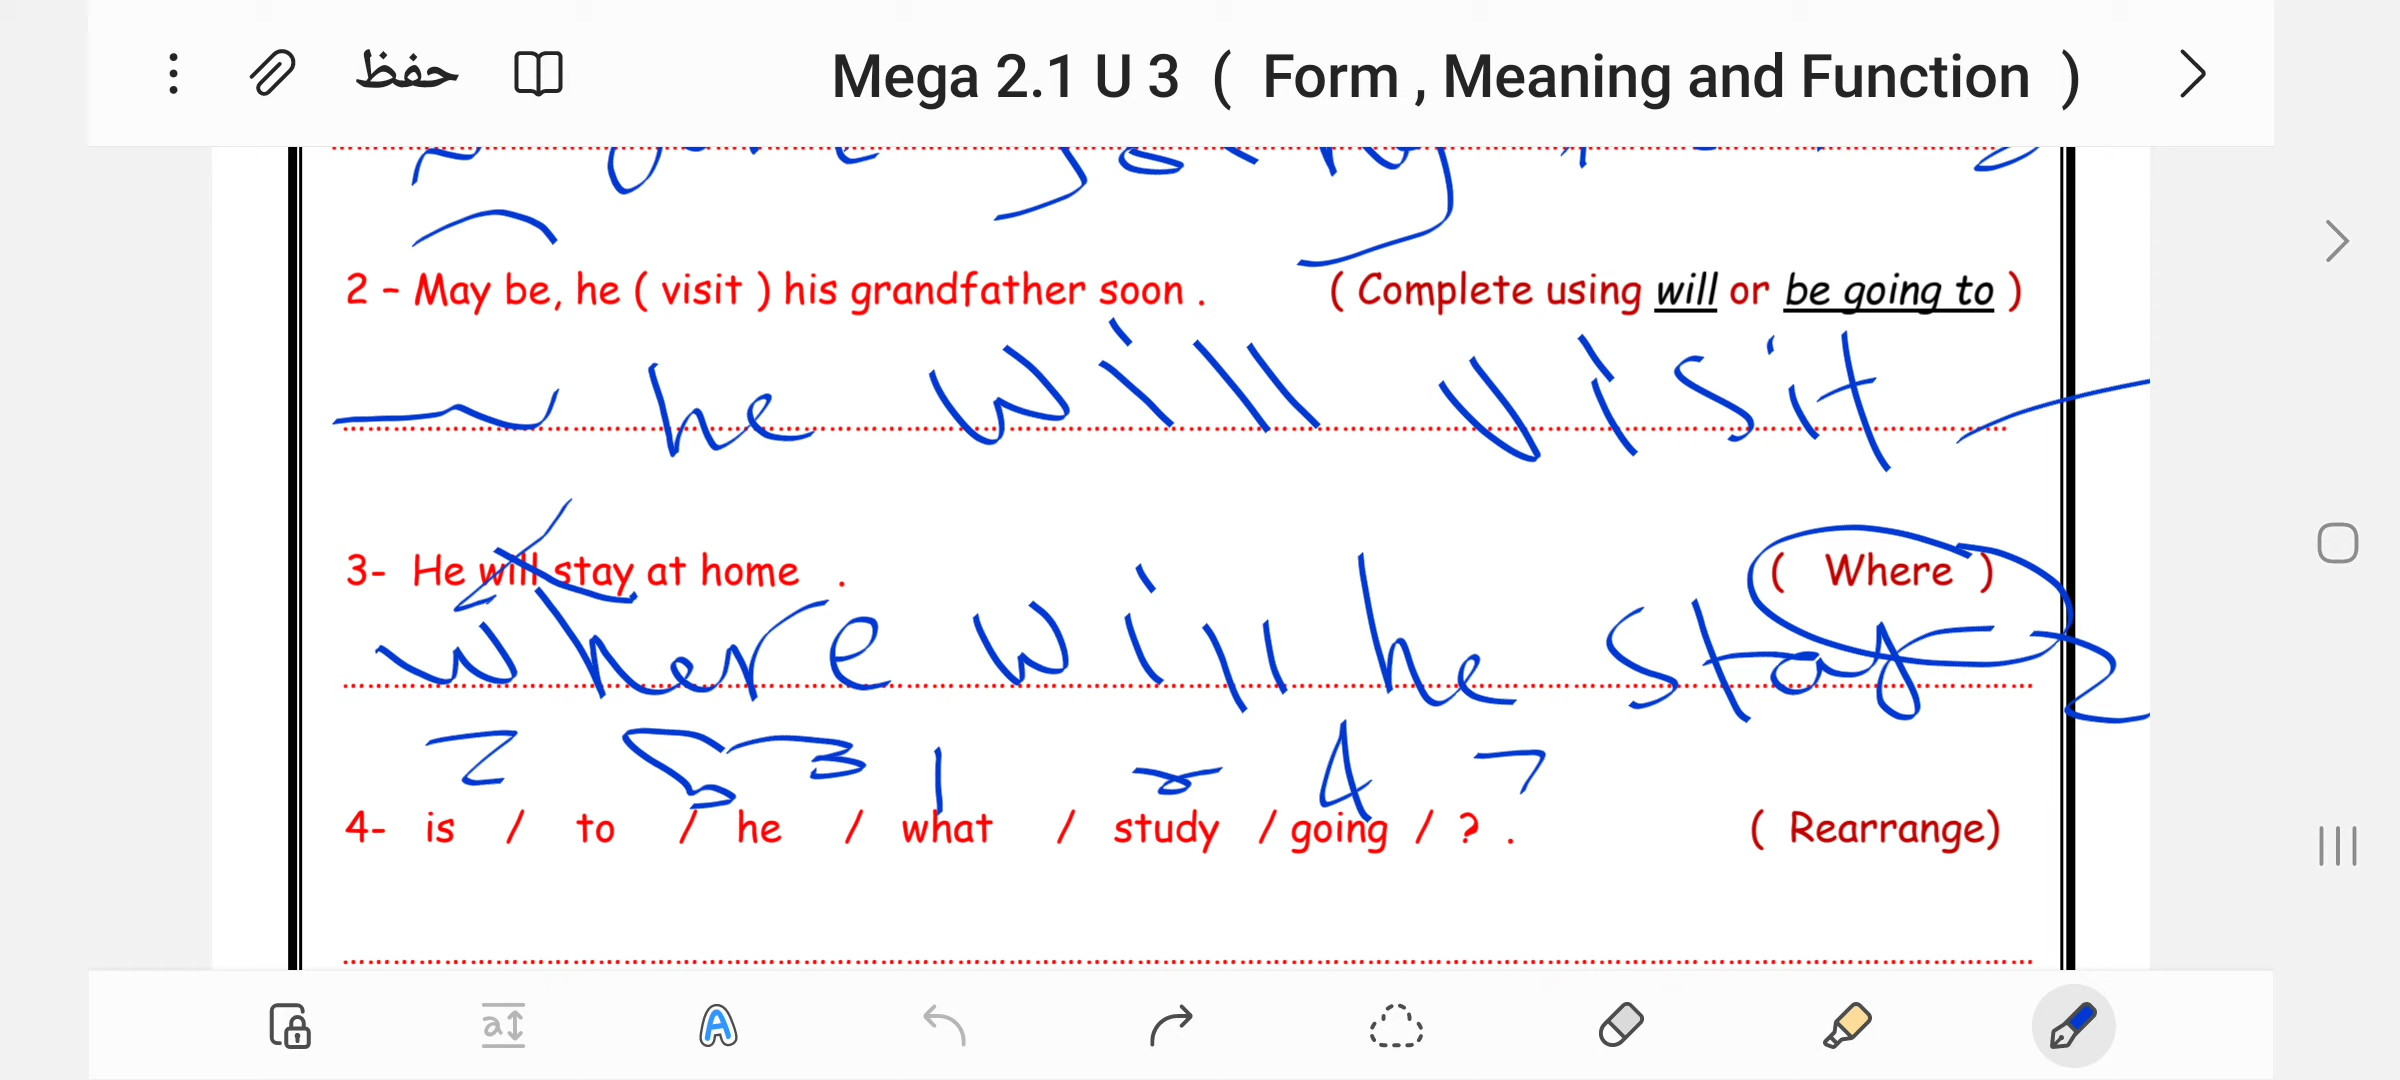 حفظ Mega 2.1 U 3 ( Form , Meaning and Function )
2 - May be, he ( visit ) his grandfather soon . ( Complete using will or be going to )
he will visit
3- He will stay at home . ( Where )
where will he stay ?
2 5 3 1 4 ?
4- is / to / he / what / study / going / ? . ( Rearrange)